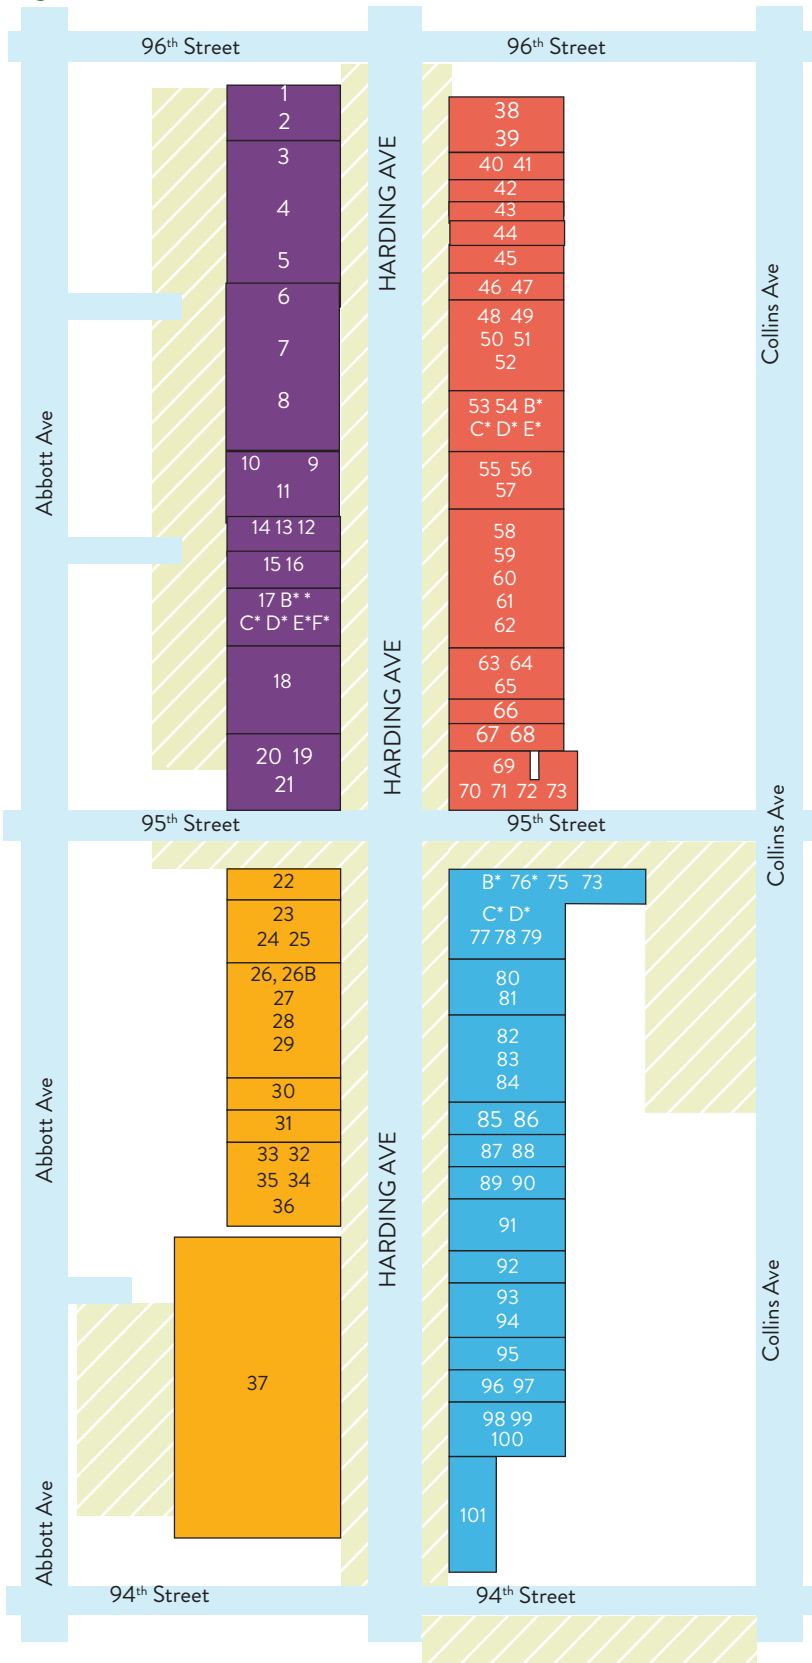 96th Street
96th Street
HARDING AVE
Collins Ave
Abbott Ave
1
2
3
4
5
6
7
8
10 9
11
14 13 12
15 16
17 B* *
C* D* E*F*
18
20 19
21
38
39
40 41
42
43
44
45
46 47
48 49
50 51
52
53 54 B*
C* D* E*
55 56
57
58
59
60
61
62
63 64
65
66
67 68
69
70 71 72 73
HARDING AVE
95th Street
95th Street
Collins Ave
22
23
24 25
26, 26B
27
28
29
30
31
33 32
35 34
36
37
B* 76* 75 73
C* D*
77 78 79
80
81
82
83
84
85 86
87 88
89 90
91
92
93
94
95
96 97
98 99
100
101
Abbott Ave
HARDING AVE
Collins Ave
Abbott Ave
94th Street
94th Street